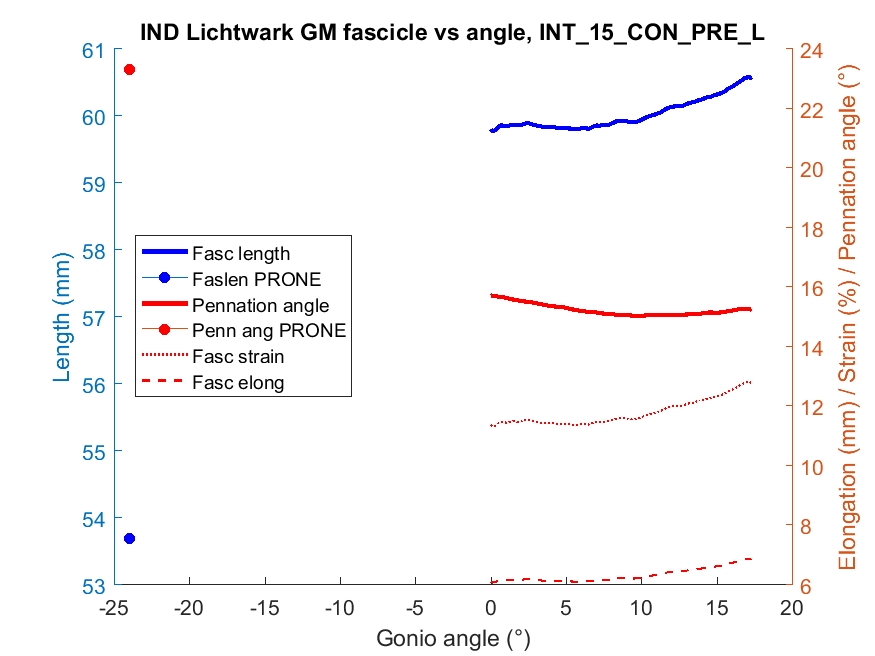 IND Lichtwark GM fascicle vs angle, INT_15_CON_PRE_L
61
60
59
58
57
56
55
54
53
Length (mm)
24
22
20
18
16
14
12
10
8
6
Elongation (mm) / Strain (%) / Pennation angle (°)
Fasc length
Faslen PRONE
Pennation angle
Penn ang PRONE
Fasc strain
Fasc elong
-25 -20 -15 -10 -5 0 5 10 15 20
Gonio angle (°)